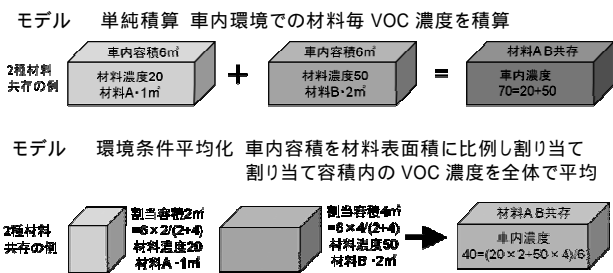 モデル 単純積算 車内環境での材料毎 VOC 濃度を積算
2種材料
共存の例
車内容積6㎥
材料濃度20
材料A・1㎡
+
車内容積6㎥
材料濃度50
材料B・2㎡
=
材料AB共存
車内濃度
70=20+50
モデル 環境条件平均化 車内容積を材料表面積に比例し割り当て
割り当て容積内の VOC 濃度を全体で平均
2種材料
共存の例
割当容積2㎥
=6×2/(2+4)
材料濃度20
材料A・1㎡
割当容積4㎥
=6×4/(2+4)
材料濃度50
材料B・2㎡
材料AB共存
車内濃度
40=(20×2+50×4)/6